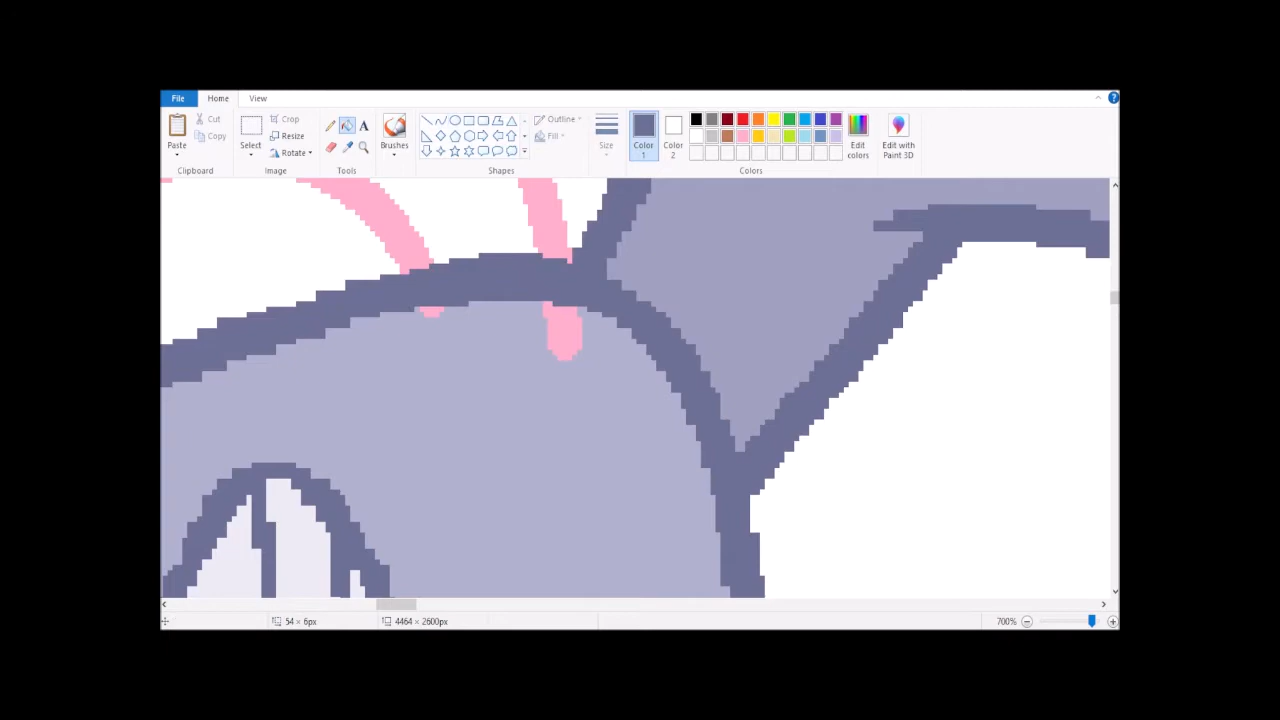 File Home View
Paste Cut Copy
Clipboard
Select Crop Resize Rotate
Image
A
Tools
Brushes
Shapes
Outline Fill
Size
Color 1
Color 2
Edit colors
Colors
Edit with Paint 3D
54 × 6px 4464 × 2600px 700%